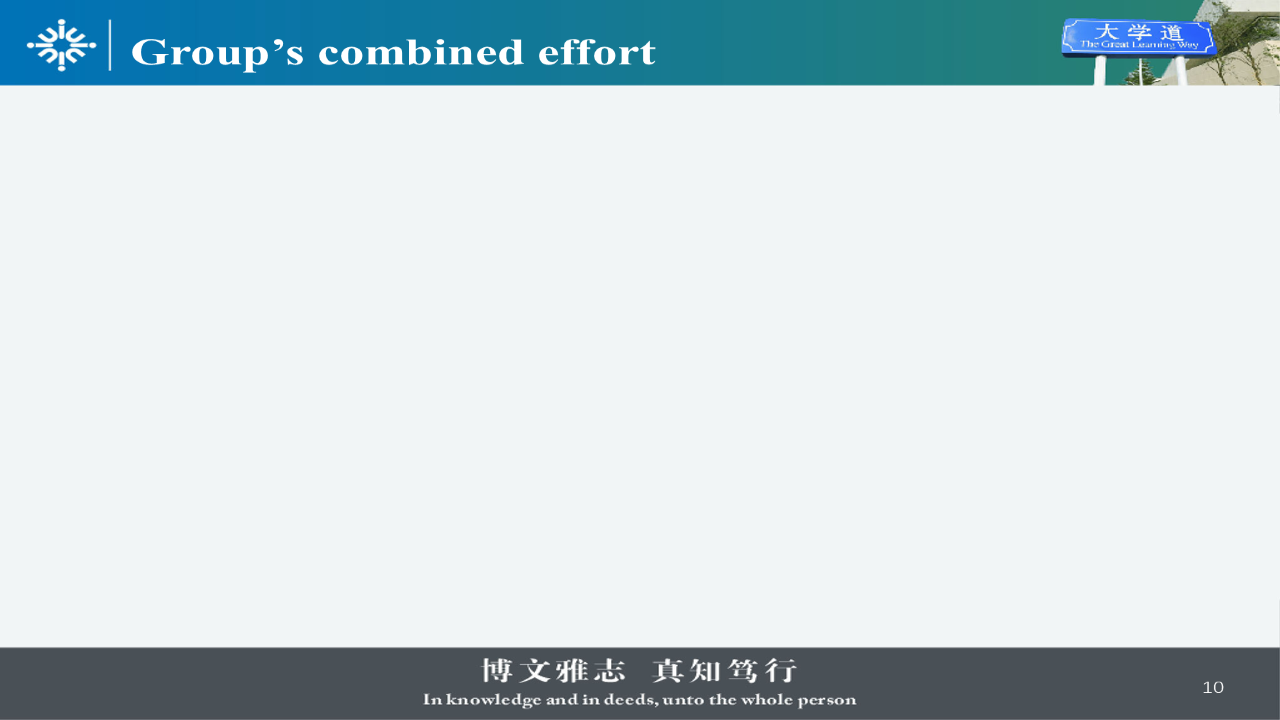 Group’s combined effort
大学道
The Great Learning Way
博文雅志 真知笃行
In knowledge and in deeds, unto the whole person
10